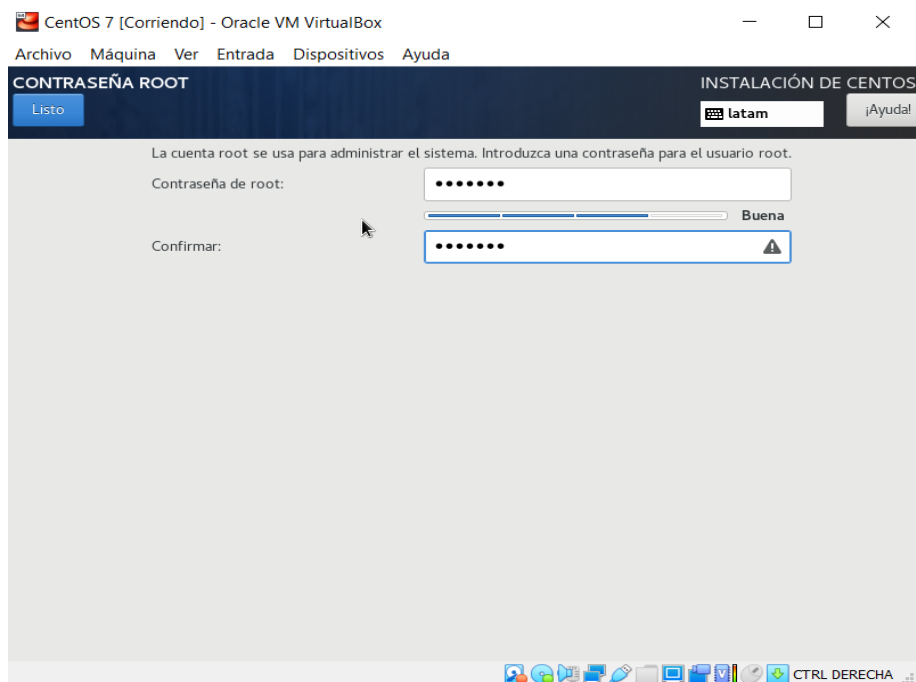 CentOS 7 [Corriendo] - Oracle VM VirtualBox
Archivo Máquina Ver Entrada Dispositivos Ayuda
CONTRASEÑA ROOT
INSTALACIÓN DE CENTOS
Listo
latam
¡Ayuda!
La cuenta root se usa para administrar el sistema. Introduzca una contraseña para el usuario root.
Contraseña de root:
•••••••
Buena
Confirmar:
•••••••
CTRL DERECHA